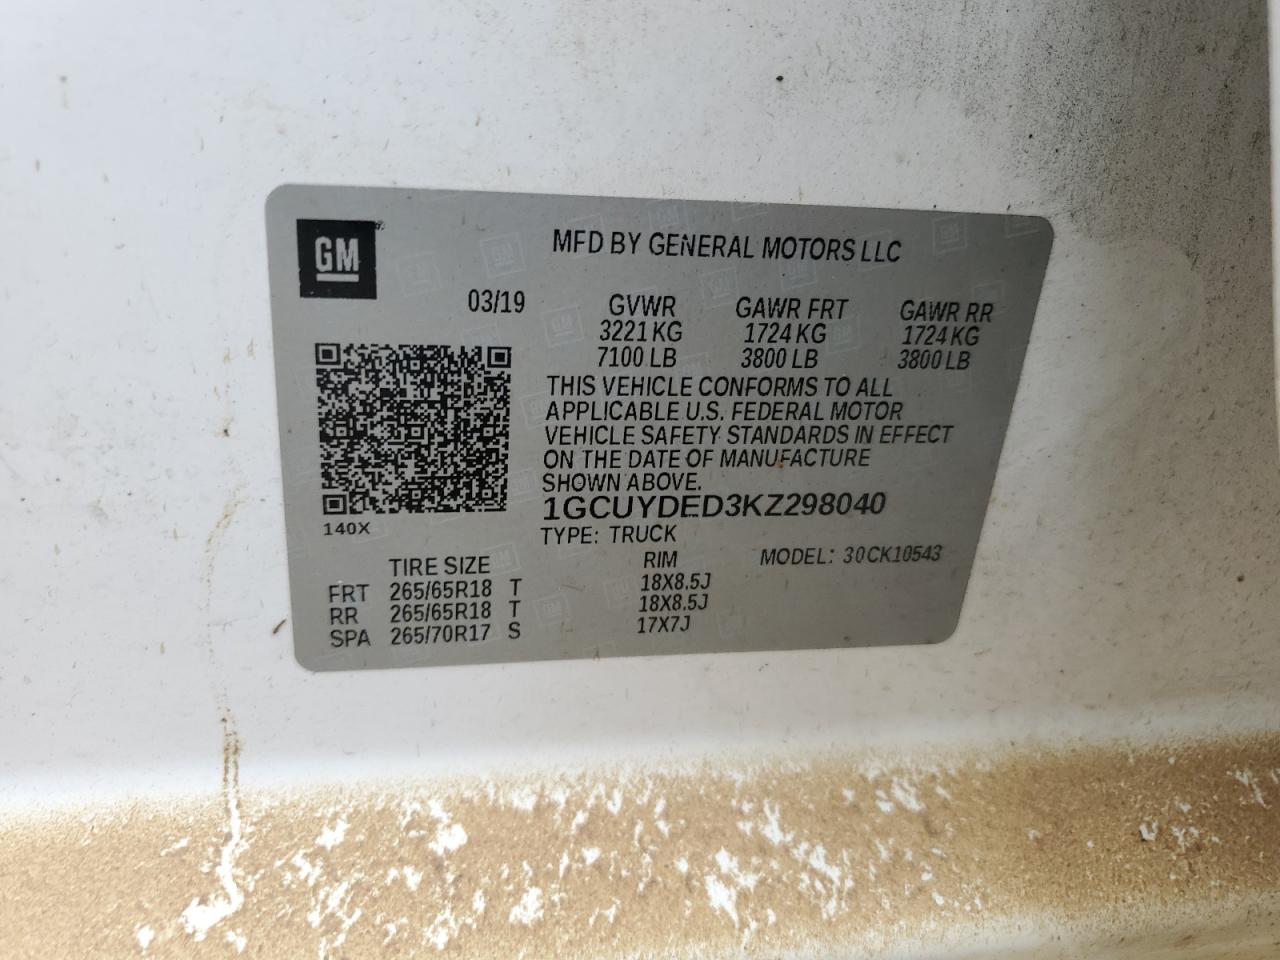 GM
MFD BY GENERAL MOTORS LLC
03/19 GVWR GAWR FRT GAWR RR
3221 KG 1724 KG 1724 KG
7100 LB 3800 LB 3800 LB
THIS VEHICLE CONFORMS TO ALL
APPLICABLE U.S. FEDERAL MOTOR
VEHICLE SAFETY STANDARDS IN EFFECT
ON THE DATE OF MANUFACTURE
SHOWN ABOVE.
1GCUYDED3KZ298040
140X
TYPE: TRUCK
MODEL: 30CK10543
TIRE SIZE RIM
FRT 265/65R18 T 18X8.5J
RR 265/65R18 T 18X8.5J
SPA 265/70R17 S 17X7J